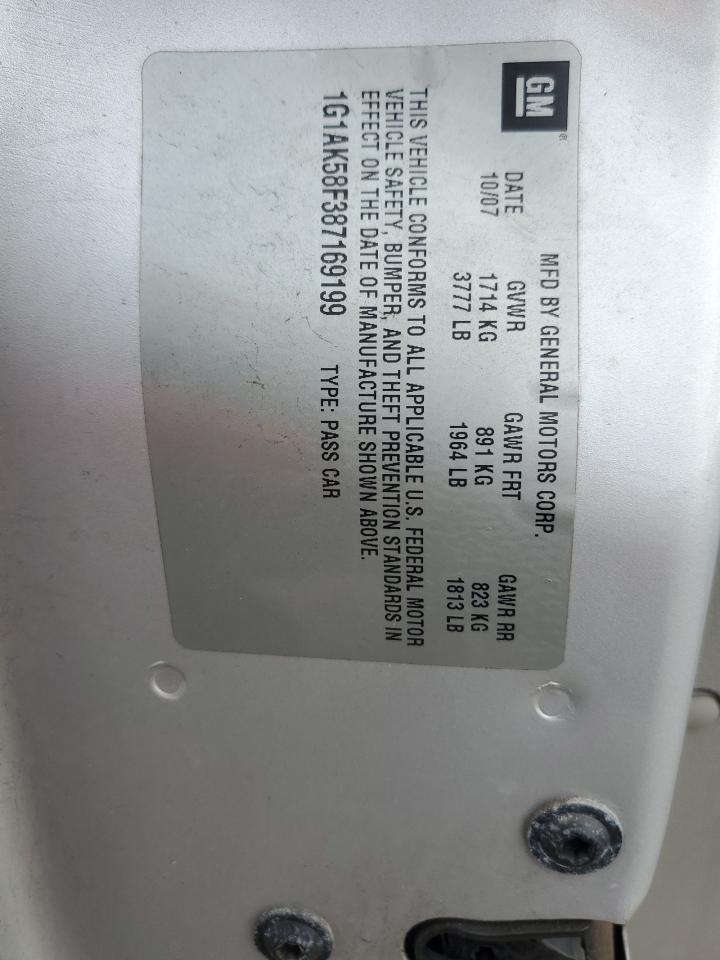 GM
®
MFD BY GENERAL MOTORS CORP.
DATE GVWR GAWR FRT GAWR RR
10/07 1714 KG 891 KG 823 KG
3777 LB 1964 LB 1813 LB
THIS VEHICLE CONFORMS TO ALL APPLICABLE U.S. FEDERAL MOTOR
VEHICLE SAFETY, BUMPER, AND THEFT PREVENTION STANDARDS IN
EFFECT ON THE DATE OF MANUFACTURE SHOWN ABOVE.
1G1AK58F387169199 TYPE: PASS CAR